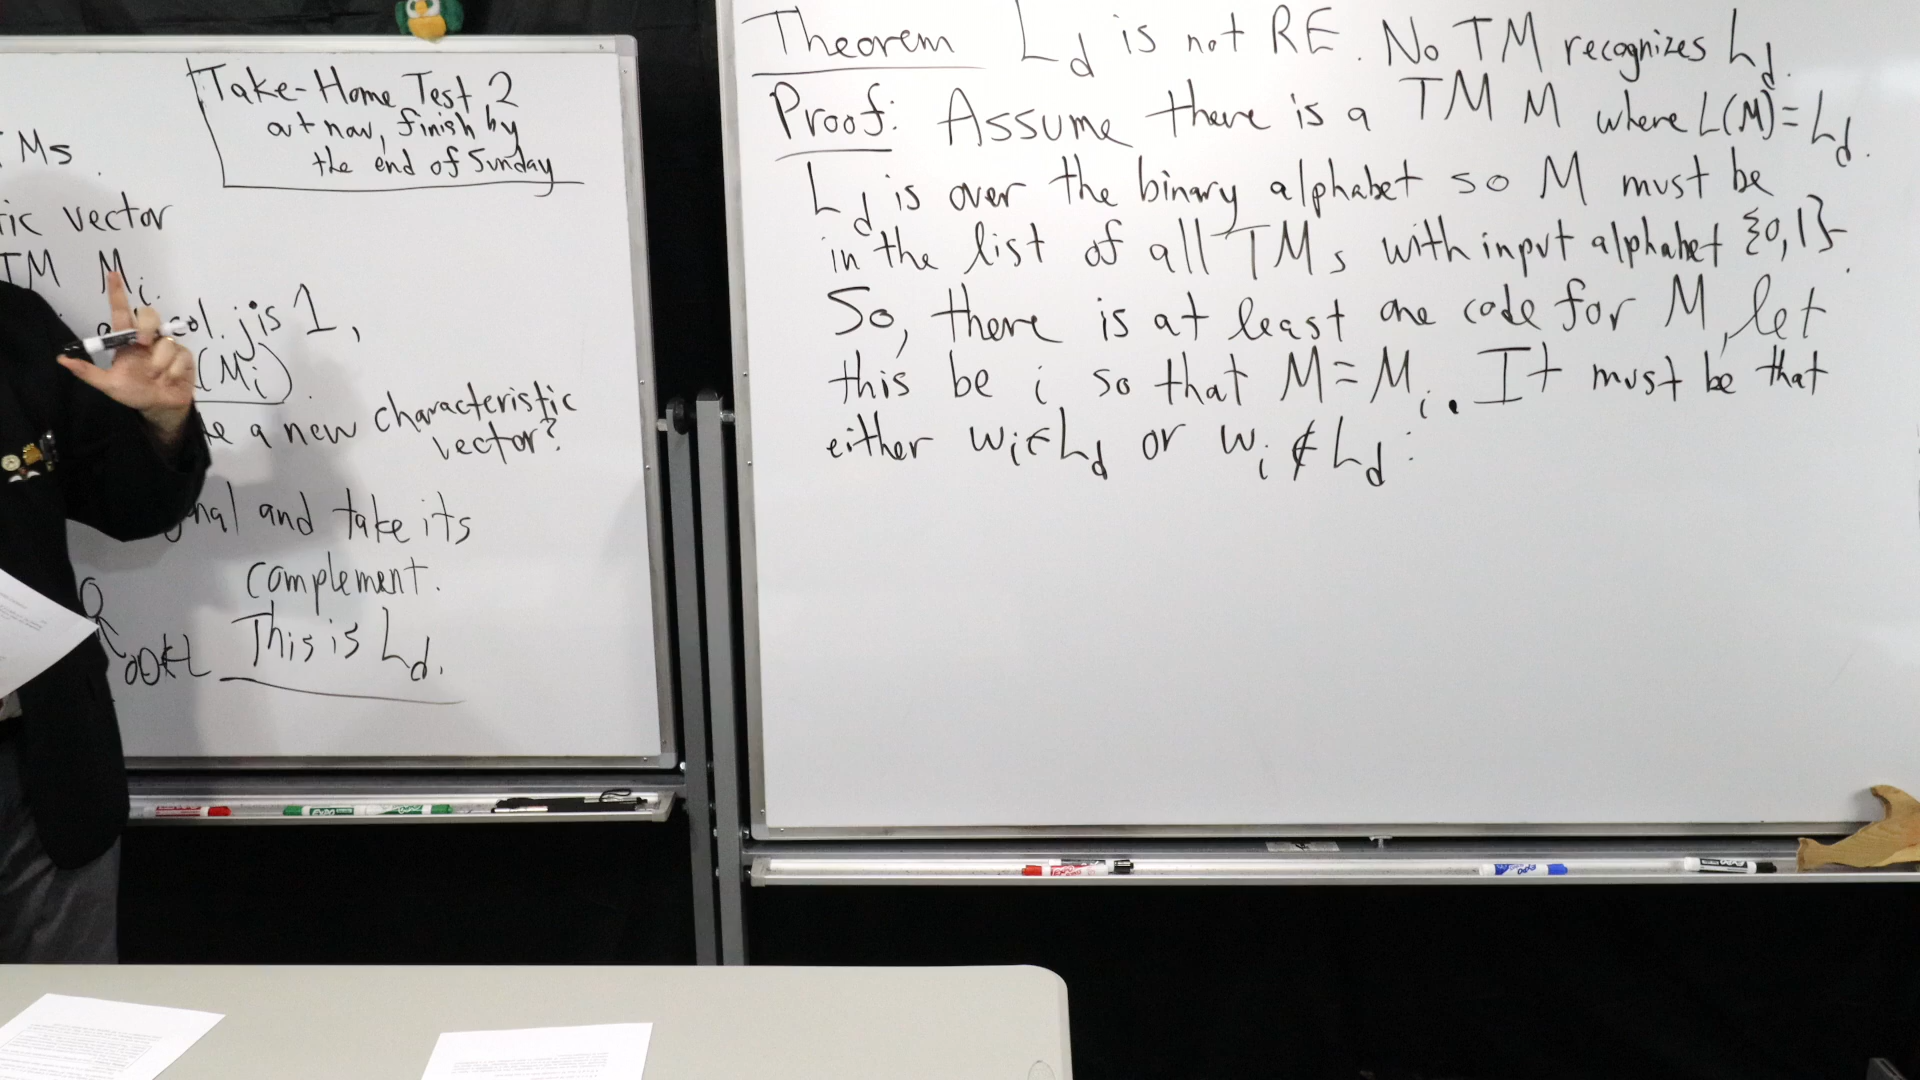 Take-Home Test 2
out now, finish by
the end of Sunday
TMs
tic vector
TM Mi.
col. j is 1,
(Mi).
a new characteristic
vector?
nal and take its
complement.
This is Ld.
Theorem Ld is not RE. No TM recognizes Ld.
Proof: Assume there is a TM M where L(M)=Ld.
Ld is over the binary alphabet so M must be
in the list of all TMs with input alphabet {0,1}.
So, there is at least one code for M, let
this be i so that M=Mi. It must be that
either wi∈Ld or wi∉Ld: